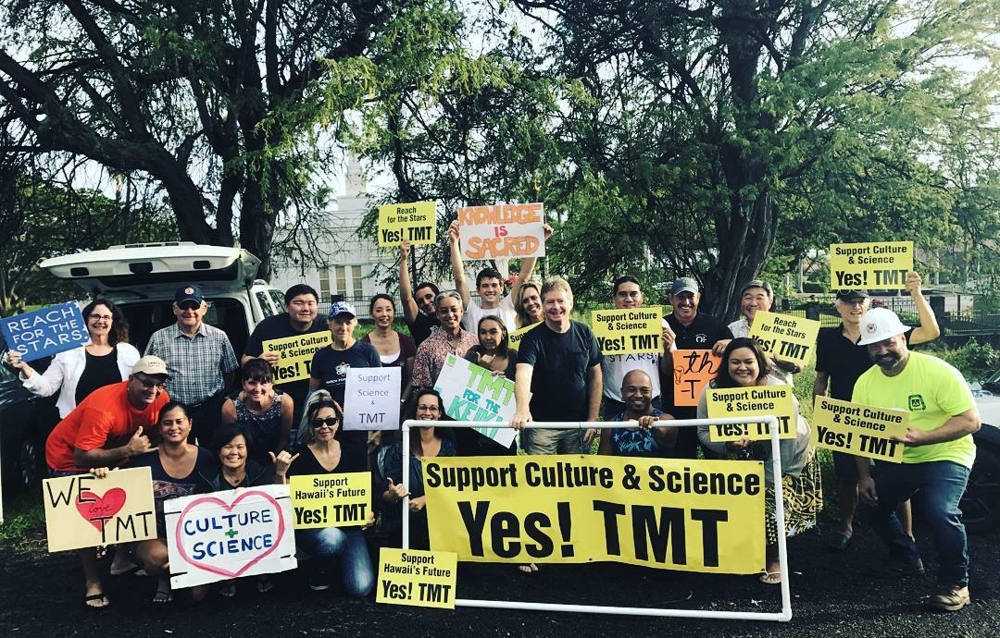 Reach
for the Stars
Yes! TMT
KNOWLEDGE
IS
SACRED
Support Culture
& Science
Yes! TMT
REACH
FOR THE
STARS
Support
Culture & Science
Yes! TMT
Support Culture
& Science
Yes! TMT
STARS
Reach
for the Stars
Yes! TMT
th
-T
Support
Science
&
TMT
TMT
FOR THE
KEIKI
Support Culture
& Science
Yes! TMT
Support Culture
& Science
Yes! TMT
WE love
TMT
CULTURE
+
SCIENCE
Support
Hawaii's Future
Yes! TMT
Support Culture & Science
Yes! TMT
Support
Hawaii's Future
Yes! TMT